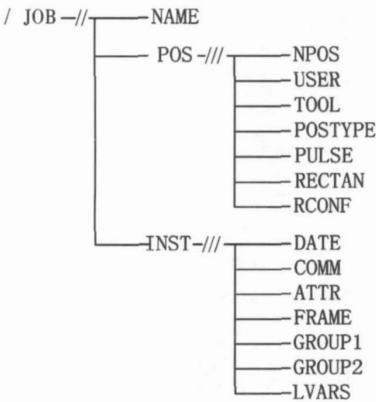 / JOB-// NAME
POS-/// NPOS
USER
TOOL
POSTYPE
PULSE
RECTAN
RCONF
INST-/// DATE
COMM
ATTR
FRAME
GROUP1
GROUP2
LVARS